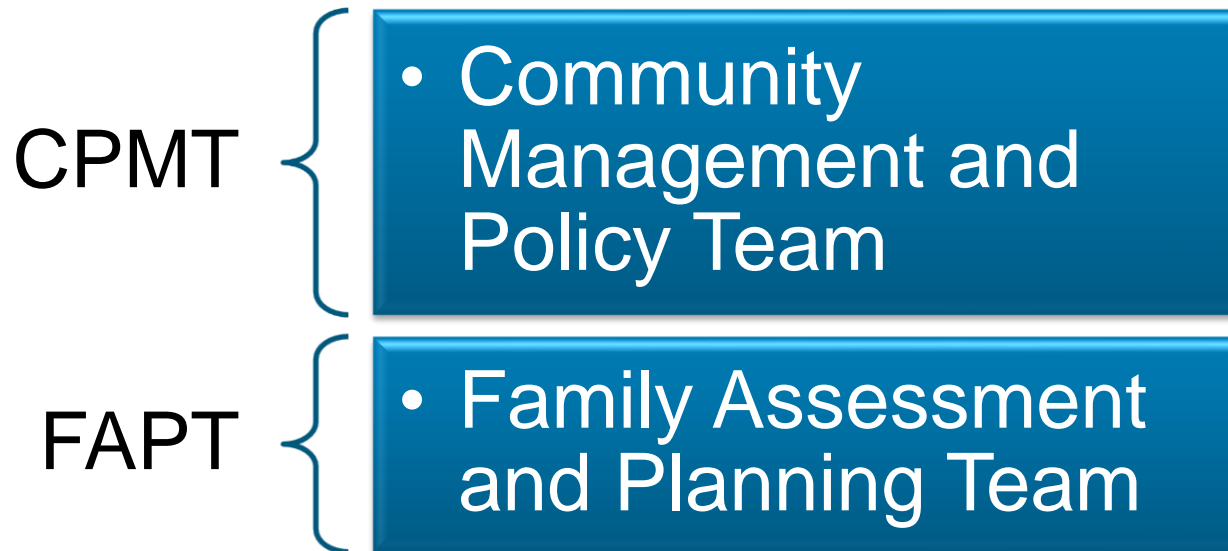 CPMT
• Community
Management and
Policy Team
FAPT
• Family Assessment
and Planning Team